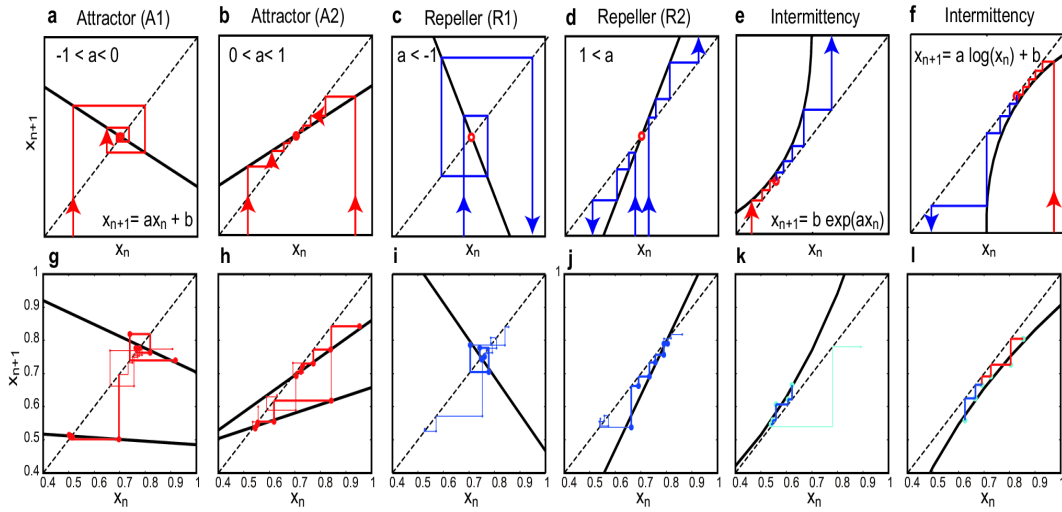 a Attractor (A1)
b Attractor (A2)
c Repeller (R1)
d Repeller (R2)
e Intermittency
f Intermittency
-1 < a< 0
0 < a< 1
a < -1
1 < a
xn+1= a log(xn) + b
xn+1
xn+1= axn + b
xn+1= b exp(axn)
xn
xn
xn
xn
xn
xn
g
h
i
j
k
l
1
0.9
0.8
0.7
0.6
0.5
0.4
xn+1
1
0.4 0.5 0.6 0.7 0.8 0.9 1
0.4 0.5 0.6 0.7 0.8 0.9 1
0.4 0.5 0.6 0.7 0.8 0.9 1
0.4 0.5 0.6 0.7 0.8 0.9 1
0.4 0.5 0.6 0.7 0.8 0.9 1
0.4 0.5 0.6 0.7 0.8 0.9 1
xn
xn
xn
xn
xn
xn